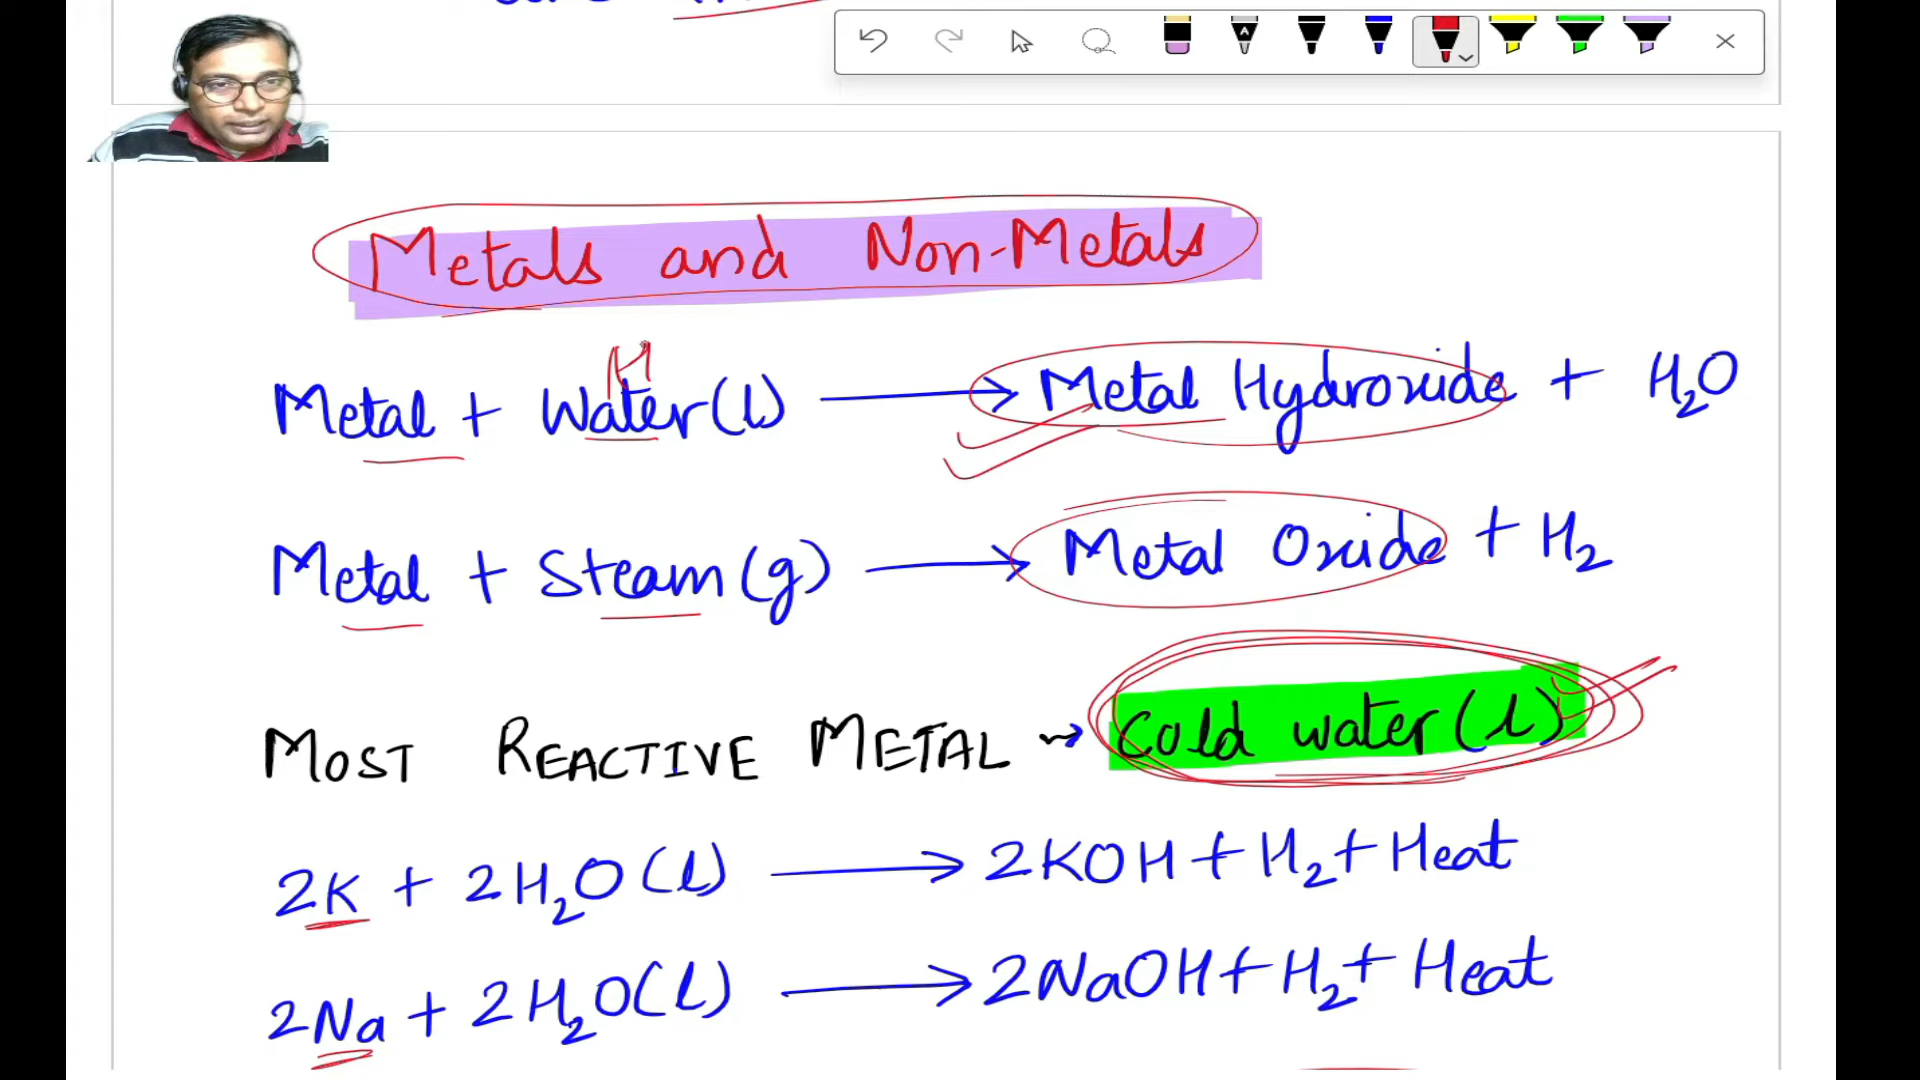 Metals and Non-Metals
H
Metal + Water(l) → Metal Hydroxide + H₂O
Metal + Steam(g) → Metal Oxide + H₂
MOST REACTIVE METAL → Cold water(l)
2K + 2H₂O(l) → 2KOH + H₂ + Heat
2Na + 2H₂O(l) → 2NaOH + H₂ + Heat